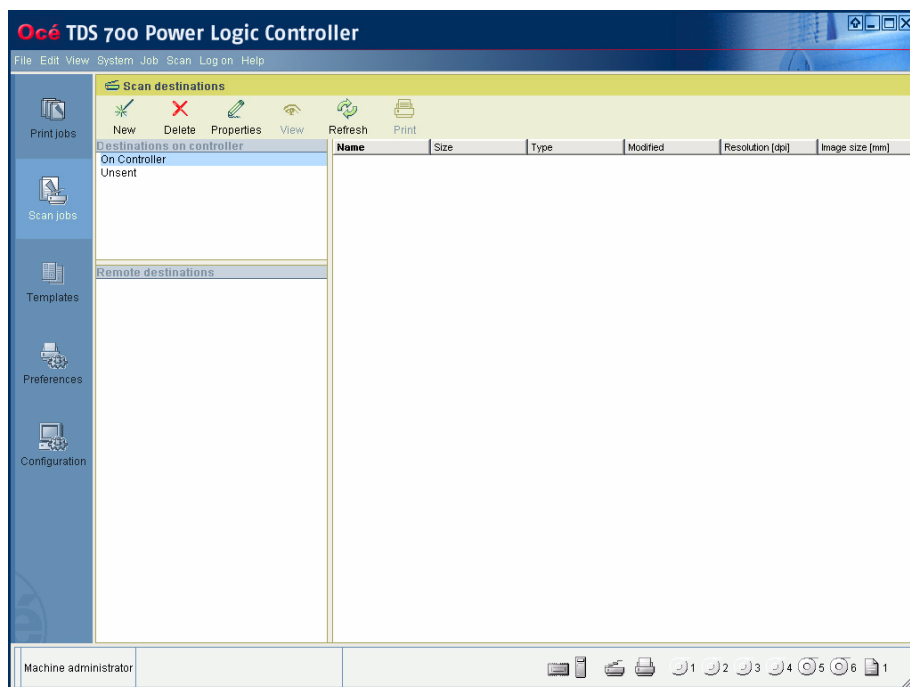 Océ TDS 700 Power Logic Controller
File Edit View System Job Scan Log on Help
Scan destinations
New Delete Properties View Refresh Print
Print jobs
Scan jobs
Templates
Preferences
Configuration
Destinations on controller
On Controller
Unsent
Remote destinations
Name Size Type Modified Resolution [dpi] Image size [mm]
Machine administrator
1 2 3 4 5 6 1